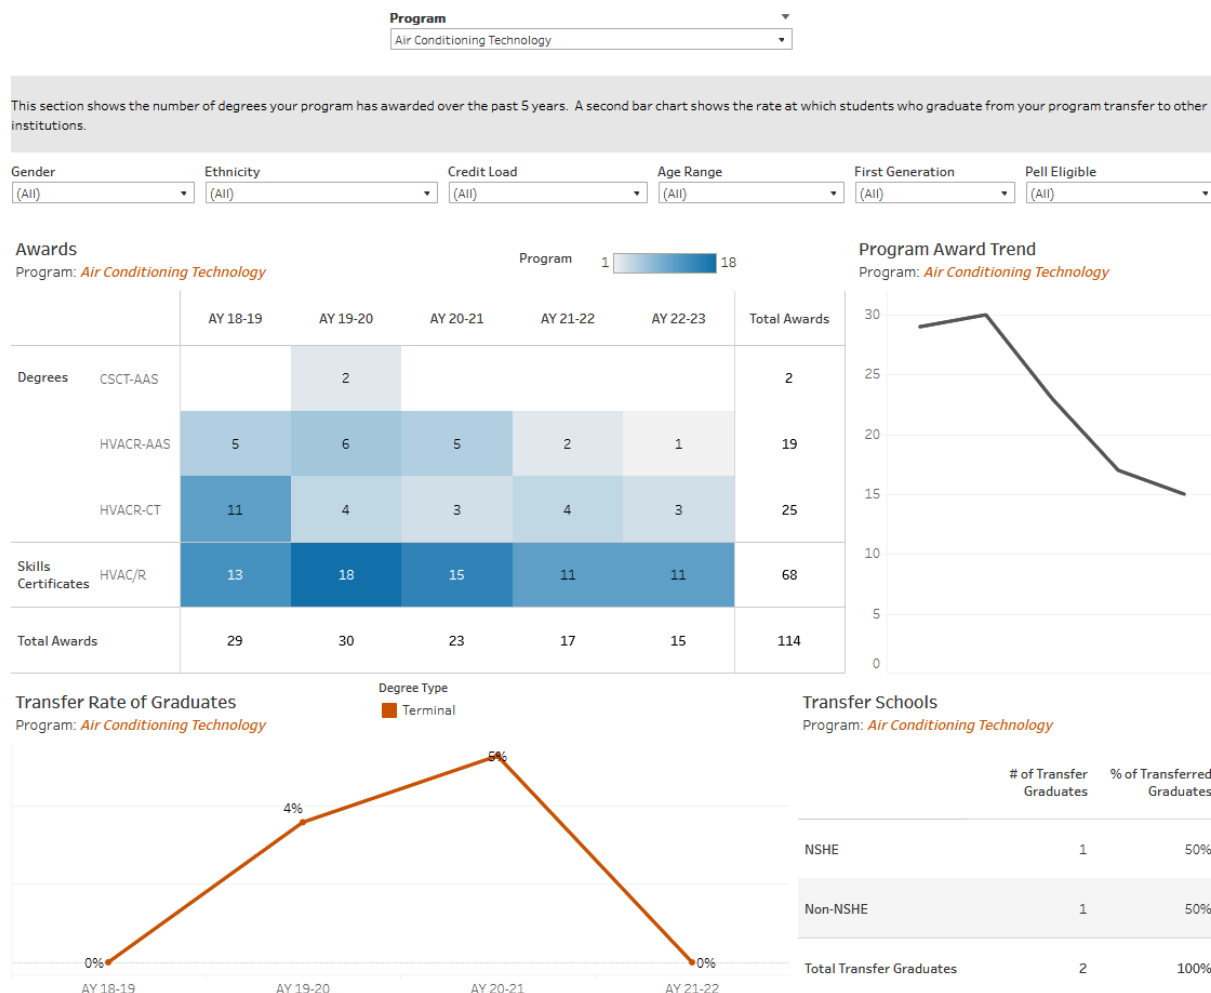 Program
Air Conditioning Technology
This section shows the number of degrees your program has awarded over the past 5 years.  A second bar chart shows the rate at which students who graduate from your program transfer to other
institutions.
Gender Ethnicity Credit Load Age Range First Generation Pell Eligible
(All) (All) (All) (All) (All) (All)
Awards
Program: Air Conditioning Technology
Program 1 18
AY 18-19 AY 19-20 AY 20-21 AY 21-22 AY 22-23 Total Awards
Degrees CSCT-AAS 2 2
HVACR-AAS 5 6 5 2 1 19
HVACR-CT 11 4 3 4 3 25
Skills
Certificates HVAC/R 13 18 15 11 11 68
Total Awards 29 30 23 17 15 114
Program Award Trend
Program: Air Conditioning Technology
30
25
20
15
10
5
0
Transfer Rate of Graduates
Program: Air Conditioning Technology
Degree Type
Terminal
5%
4%
0% 0%
AY 18-19 AY 19-20 AY 20-21 AY 21-22
Transfer Schools
Program: Air Conditioning Technology
# of Transfer % of Transferred
Graduates Graduates
NSHE 1 50%
Non-NSHE 1 50%
Total Transfer Graduates 2 100%